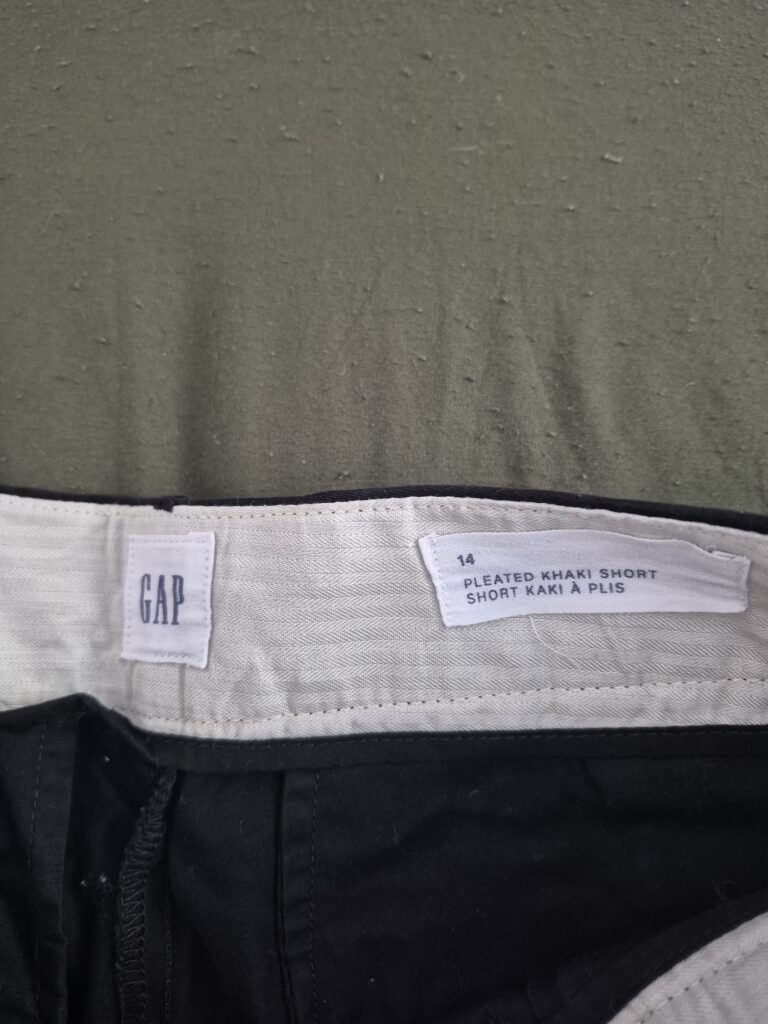 GAP
14
PLEATED KHAKI SHORT
SHORT KAKI À PLIS